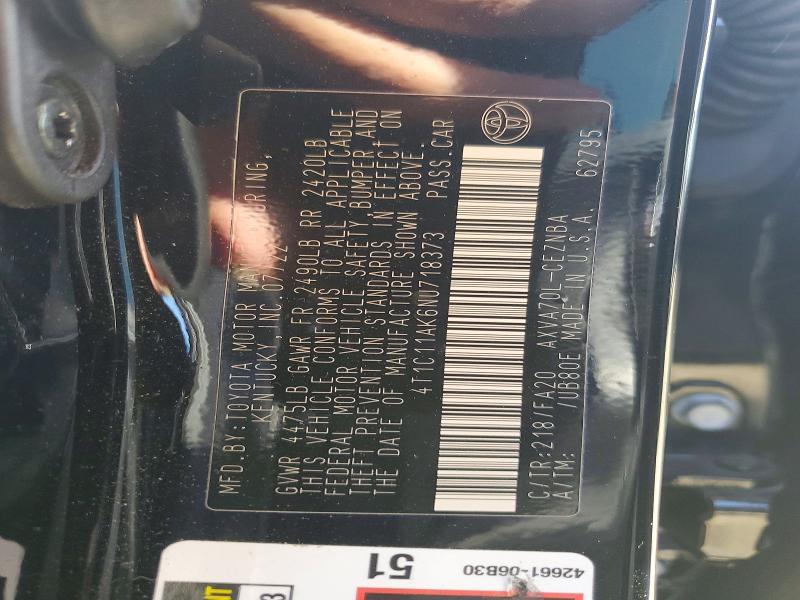 MFD. BY: TOYOTA MOTOR MANUFACTURING,
KENTUCKY, INC. 07/22
GVWR 4475LB GAWR FR 2490LB RR 2420LB
THIS VEHICLE CONFORMS TO ALL APPLICABLE
FEDERAL MOTOR VEHICLE SAFETY, BUMPER AND
THEFT PREVENTION STANDARDS IN EFFECT ON
THE DATE OF MANUFACTURE SHOWN ABOVE.
4T1C11AK6NU718373 PASS.CAR
C/TR:218/FA20 AXVA70L-CEZNBA
A/TM: /UB80E MADE IN U.S.A. 62795
42661-06B30
51